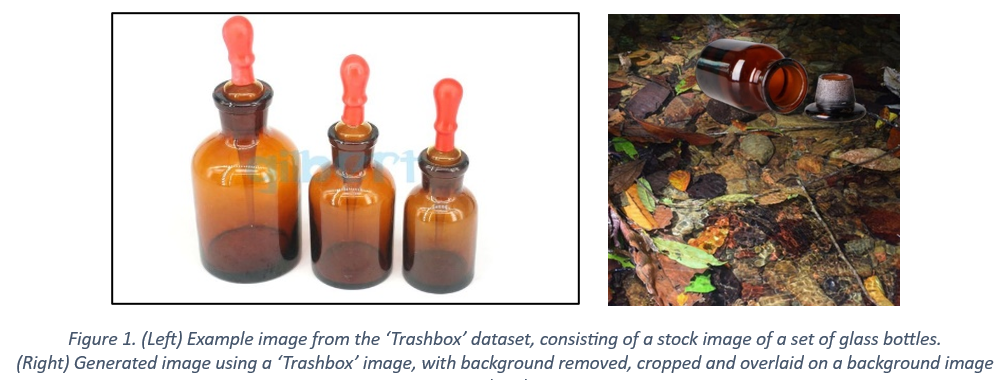 Figure 1. (Left) Example image from the ‘Trashbox’ dataset, consisting of a stock image of a set of glass bottles.
(Right) Generated image using a ‘Trashbox’ image, with background removed, cropped and overlaid on a background image